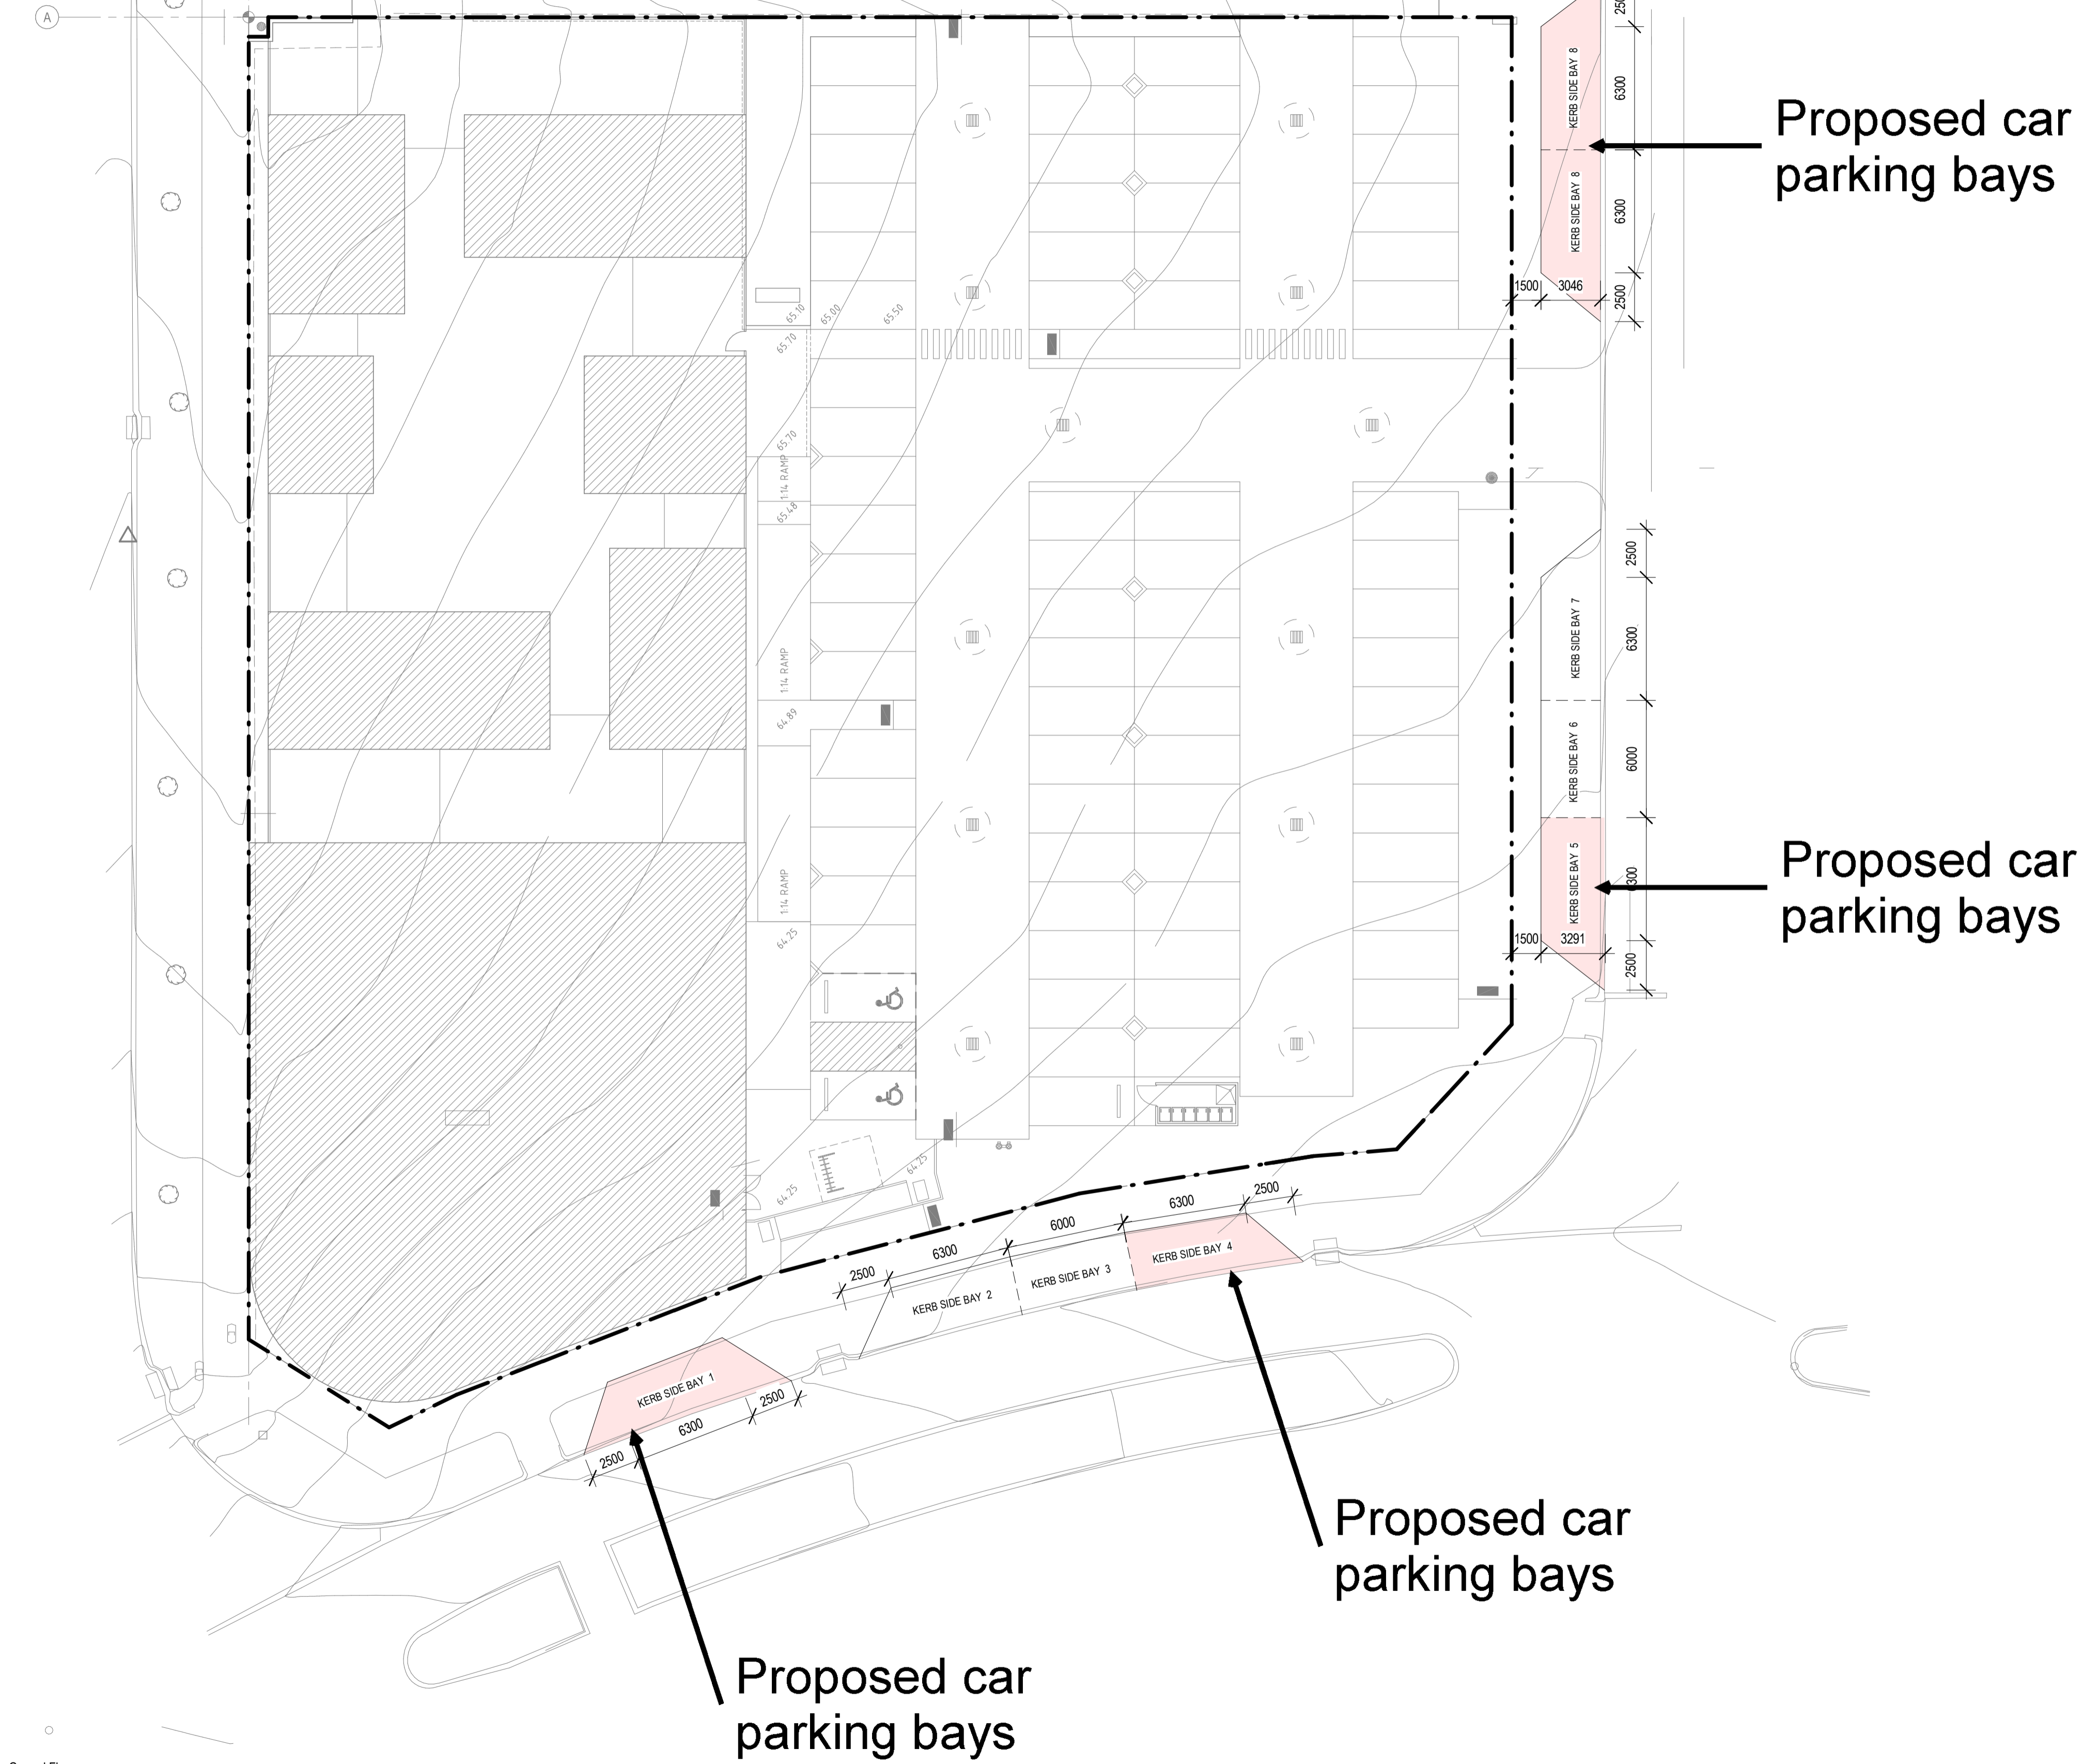 A
250
KERB SIDE BAY 8
6300
Proposed car
parking bays
KERB SIDE BAY 8
6300
1500
3046
2500
65.10
65.00
65.50
65.70
65.70
1:14 RAMP
65.48
2500
KERB SIDE BAY 7
6300
1:14 RAMP
64.89
KERB SIDE BAY 6
6000
KERB SIDE BAY 5
300
Proposed car
parking bays
1:14 RAMP
64.25
1500
3291
2500
64.25
64.25
6300
2500
6000
6300
2500
KERB SIDE BAY 4
KERB SIDE BAY 3
KERB SIDE BAY 2
KERB SIDE BAY 1
2500
6300
2500
Proposed car
parking bays
Proposed car
parking bays